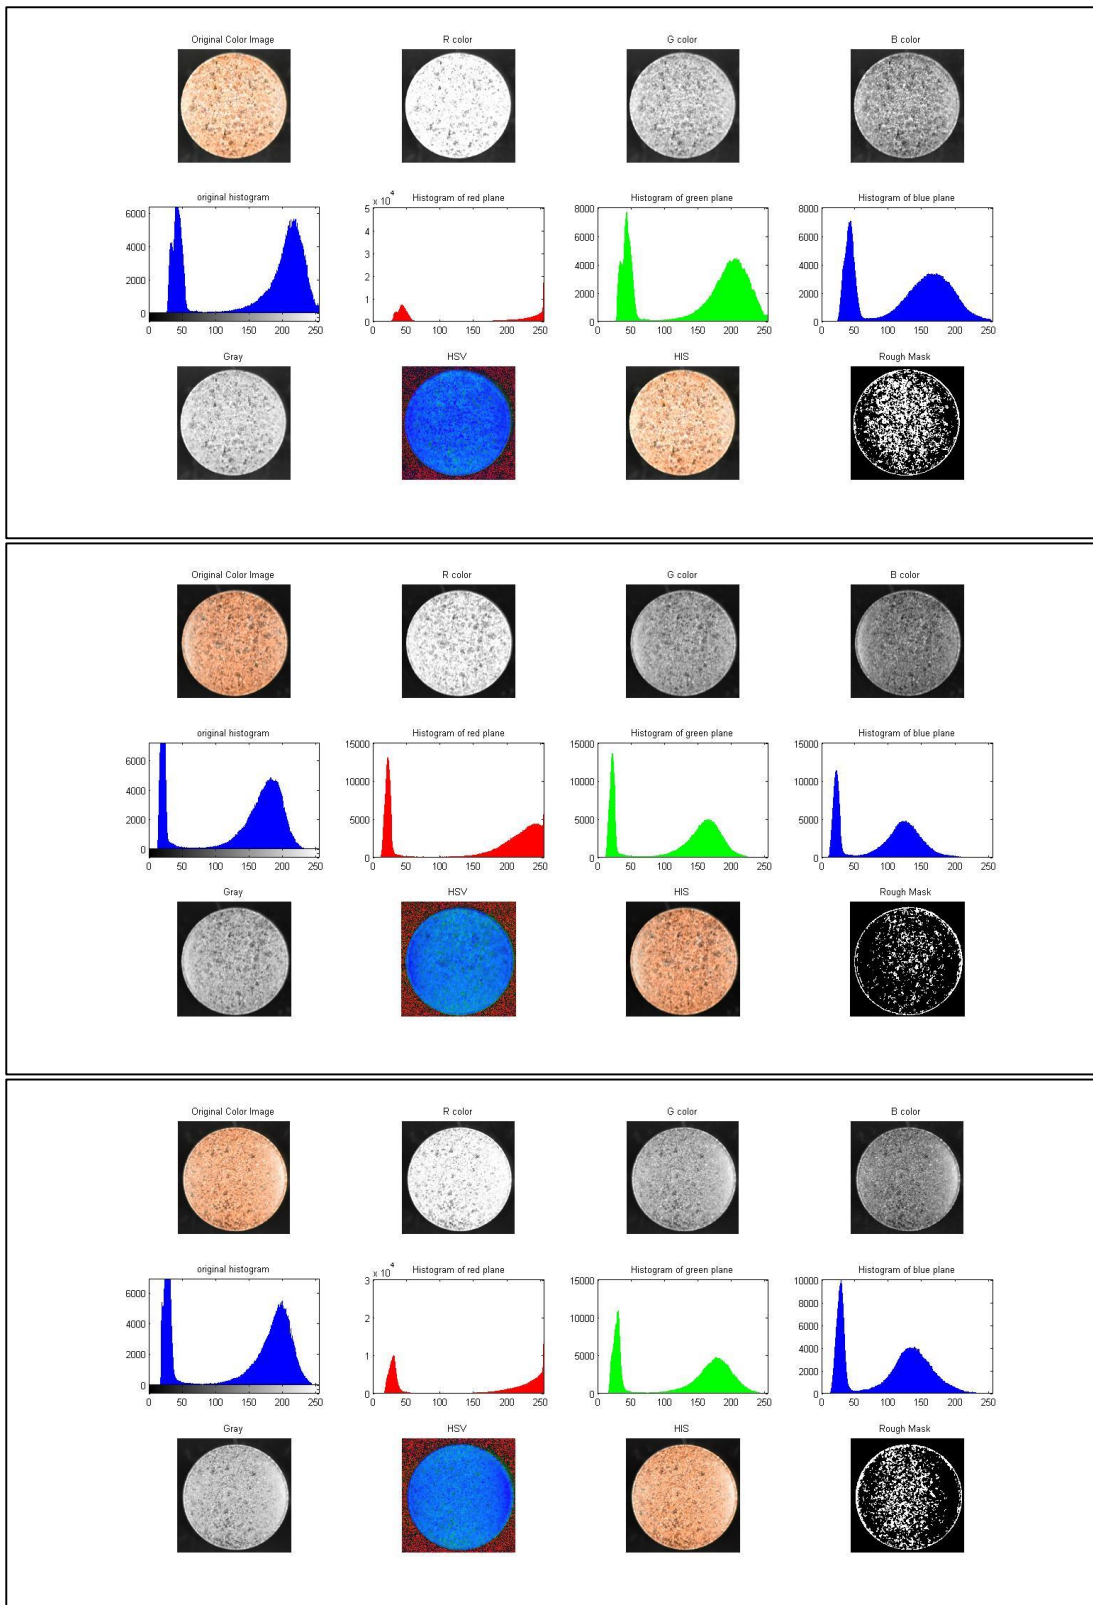 Original Color Image R color G color B color
original histogram Histogram of red plane Histogram of green plane Histogram of blue plane
6000 4000 2000 0
0 50 100 150 200 250
x 10^4
5 4 3 2 1 0
0 50 100 150 200 250
8000 6000 4000 2000 0
0 50 100 150 200 250
8000 6000 4000 2000 0
0 50 100 150 200 250
Gray HSV HIS Rough Mask
Original Color Image R color G color B color
original histogram Histogram of red plane Histogram of green plane Histogram of blue plane
6000 4000 2000 0
0 50 100 150 200 250
15000 10000 5000 0
0 50 100 150 200 250
15000 10000 5000 0
0 50 100 150 200 250
15000 10000 5000 0
0 50 100 150 200 250
Gray HSV HIS Rough Mask
Original Color Image R color G color B color
original histogram Histogram of red plane Histogram of green plane Histogram of blue plane
6000 4000 2000 0
0 50 100 150 200 250
x 10^4
3 2 1 0
0 50 100 150 200 250
15000 10000 5000 0
0 50 100 150 200 250
10000 8000 6000 4000 2000 0
0 50 100 150 200 250
Gray HSV HIS Rough Mask